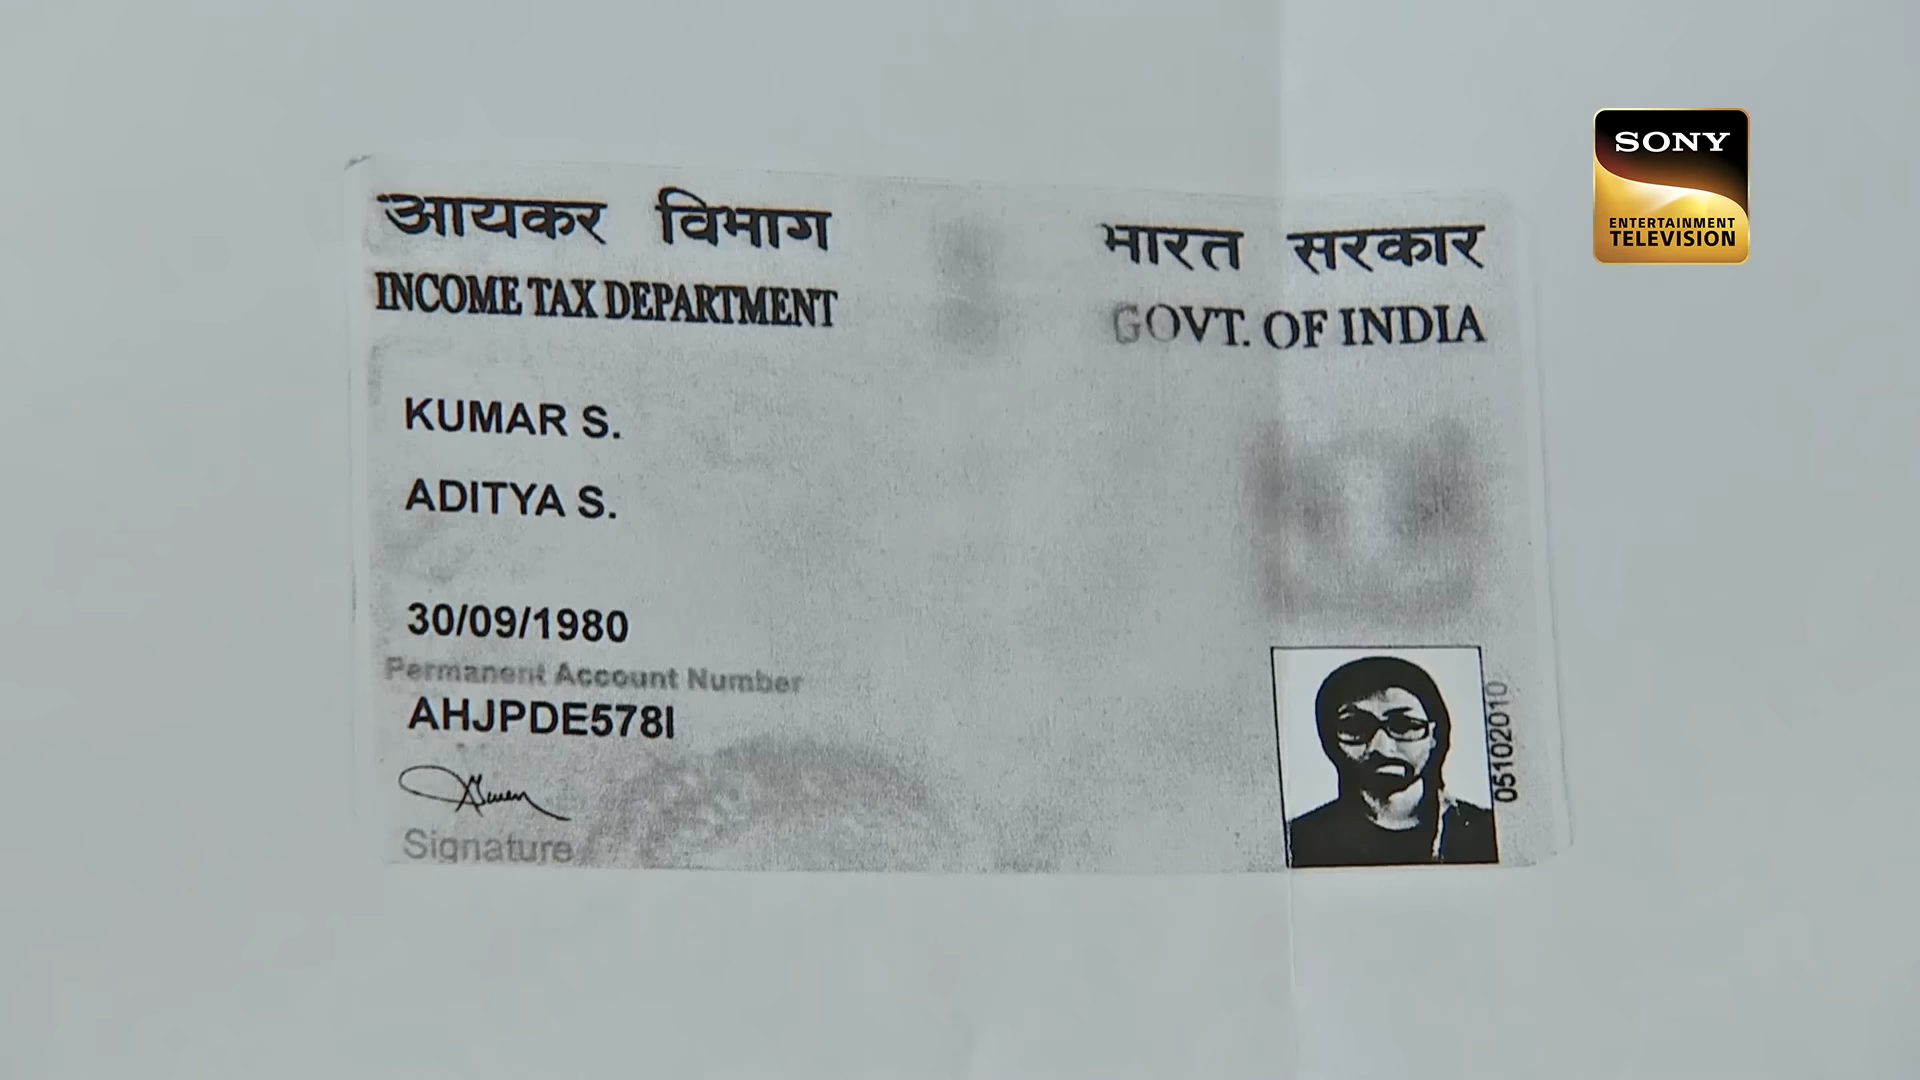 आयकर विभाग
INCOME TAX DEPARTMENT
भारत सरकार
GOVT. OF INDIA
SONY
ENTERTAINMENT
TELEVISION
KUMAR S.
ADITYA S.
30/09/1980
Permanent Account Number
AHJPDE578I
Signature
05102010